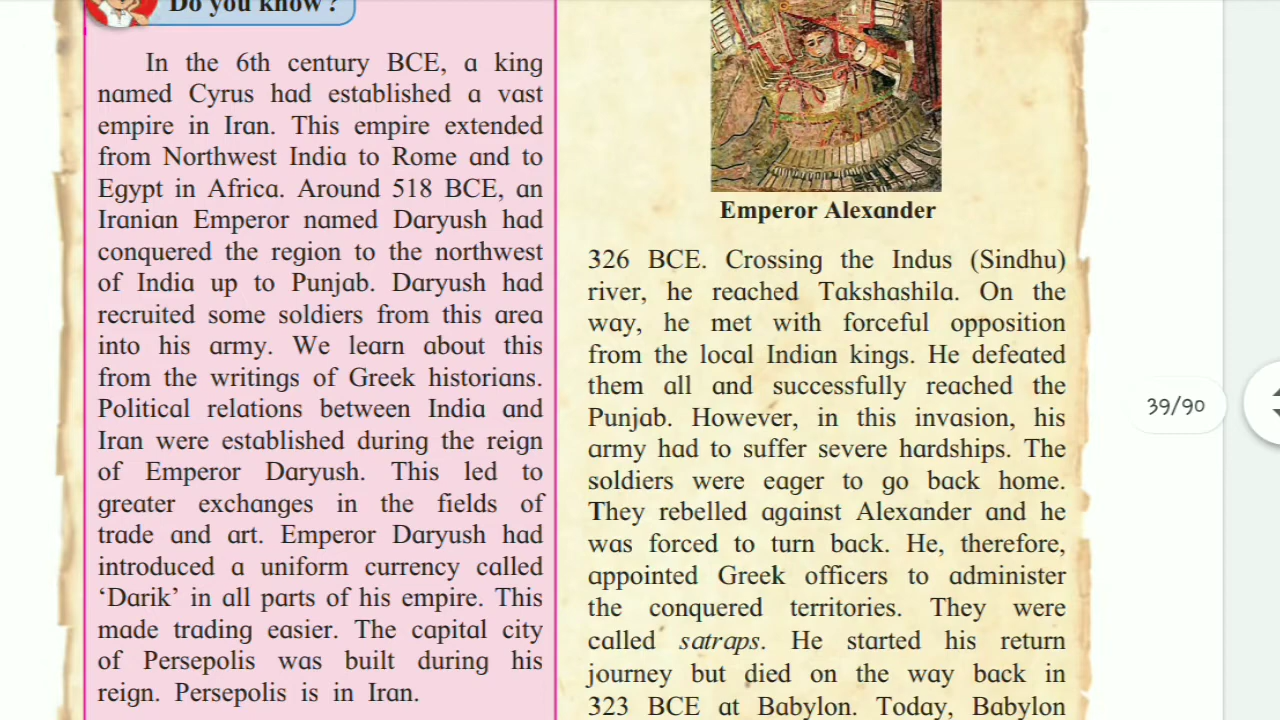 Do you know?
In the 6th century BCE, a king
named Cyrus had established a vast
empire in Iran. This empire extended
from Northwest India to Rome and to
Egypt in Africa. Around 518 BCE, an
Iranian Emperor named Daryush had
conquered the region to the northwest
of India up to Punjab. Daryush had
recruited some soldiers from this area
into his army. We learn about this
from the writings of Greek historians.
Political relations between India and
Iran were established during the reign
of Emperor Daryush. This led to
greater exchanges in the fields of
trade and art. Emperor Daryush had
introduced a uniform currency called
‘Darik’ in all parts of his empire. This
made trading easier. The capital city
of Persepolis was built during his
reign. Persepolis is in Iran.
Emperor Alexander
326 BCE. Crossing the Indus (Sindhu)
river, he reached Takshashila. On the
way, he met with forceful opposition
from the local Indian kings. He defeated
them all and successfully reached the
Punjab. However, in this invasion, his
army had to suffer severe hardships. The
soldiers were eager to go back home.
They rebelled against Alexander and he
was forced to turn back. He, therefore,
appointed Greek officers to administer
the conquered territories. They were
called satraps. He started his return
journey but died on the way back in
323 BCE at Babylon. Today, Babylon
39/90